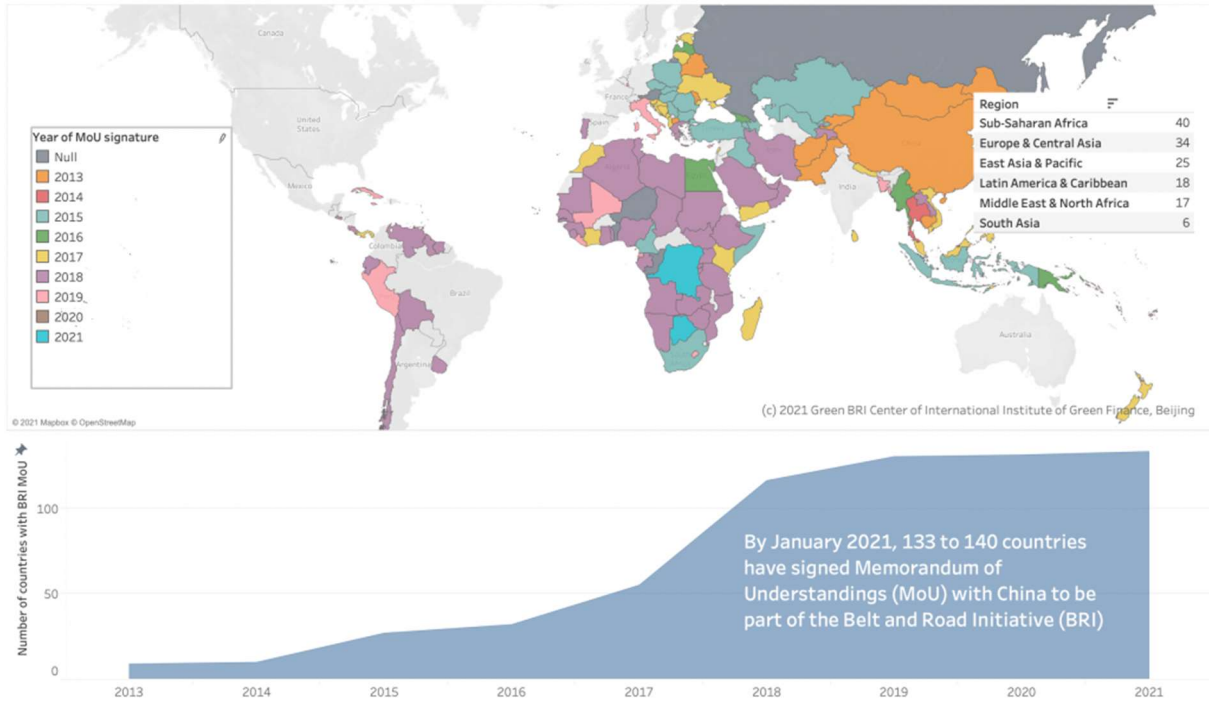 Canada
United
States
Mexico
Colombia
Brazil
Argentina
France
Spain
Algeria
Egypt
India
China
Australia
Year of MoU signature
Null
2013
2014
2015
2016
2017
2018
2019
2020
2021
Region
Sub-Saharan Africa 40
Europe & Central Asia 34
East Asia & Pacific 25
Latin America & Caribbean 18
Middle East & North Africa 17
South Asia 6
(c) 2021 Green BRI Center of International Institute of Green Finance, Beijing
© 2021 Mapbox © OpenStreetMap
Number of countries with BRI MoU
100
50
0
By January 2021, 133 to 140 countries
have signed Memorandum of
Understandings (MoU) with China to be
part of the Belt and Road Initiative (BRI)
2013 2014 2015 2016 2017 2018 2019 2020 2021